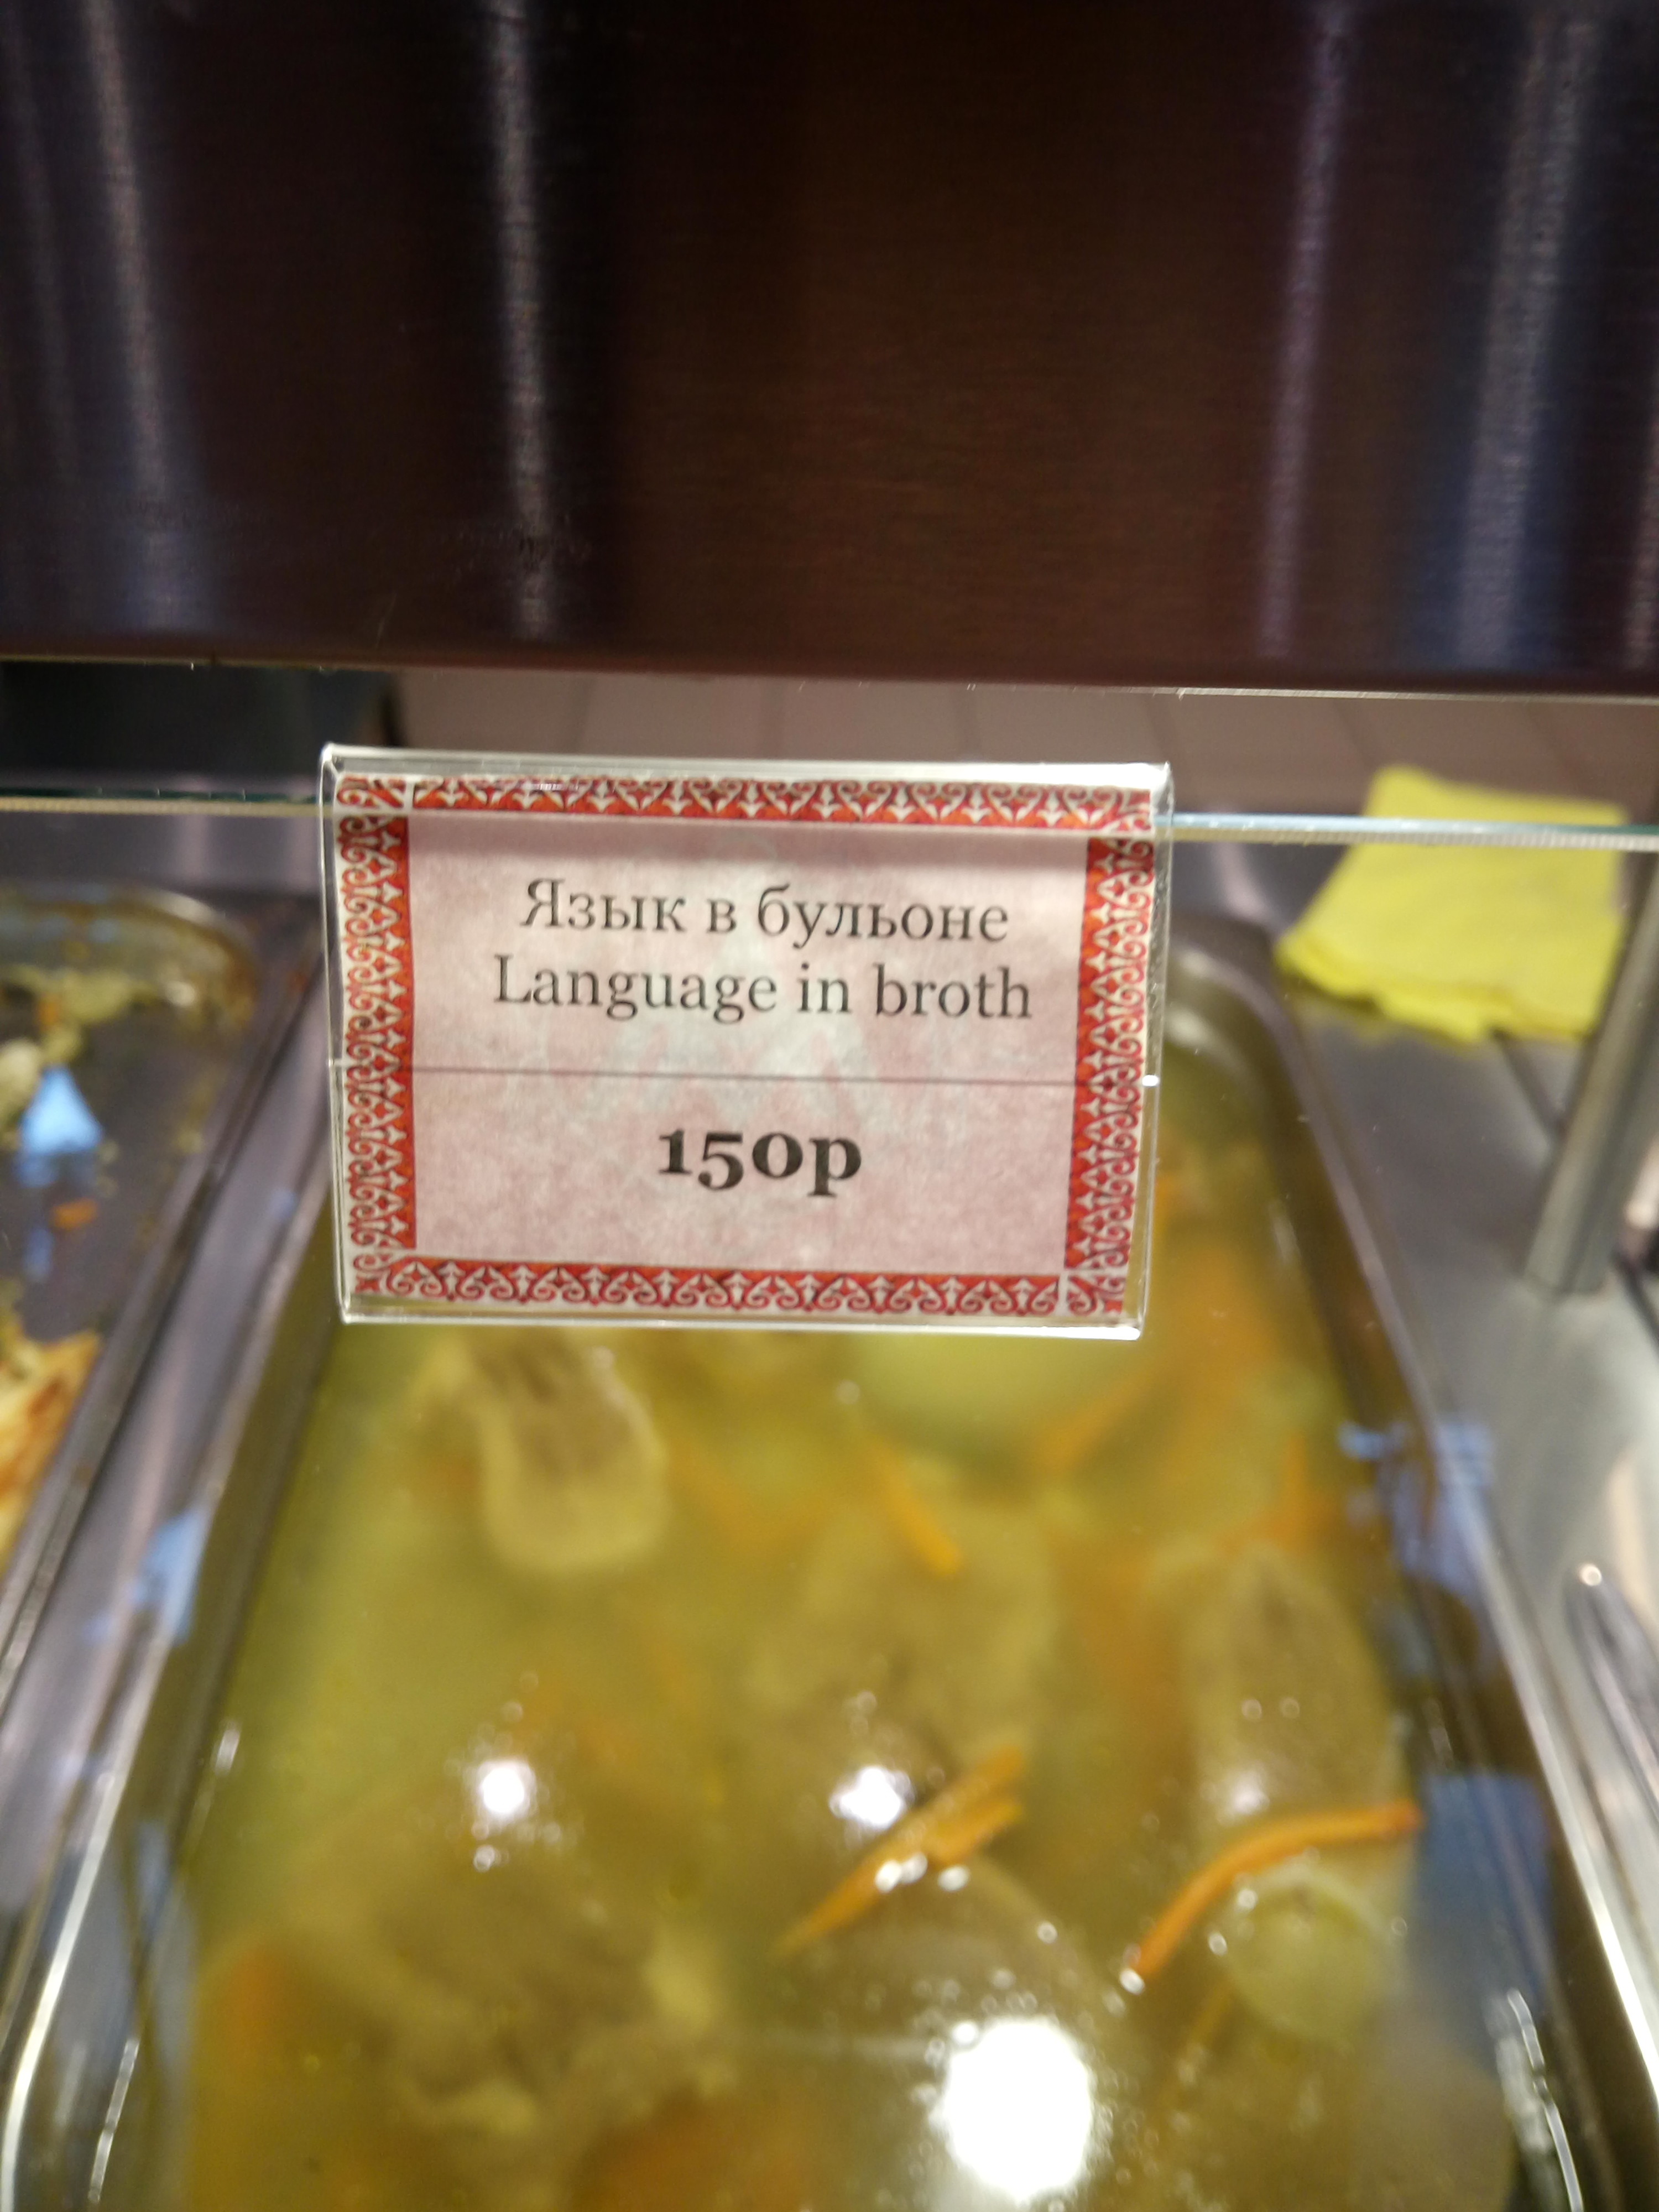 Язык в бульоне
Language in broth
150р